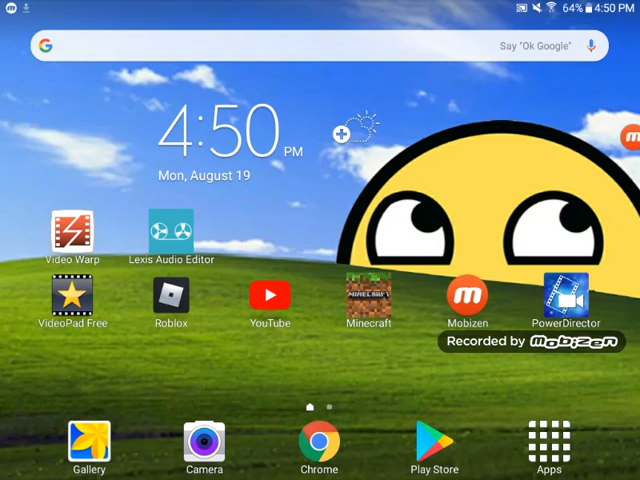 64% 4:50 PM
Say "Ok Google"
4:50 PM
Mon, August 19
Video Warp
Lexis Audio Editor
VideoPad Free
Roblox
YouTube
MINECRAFT
Minecraft
Mobizen
PowerDirector
Recorded by mobizen
Gallery
Camera
Chrome
Play Store
Apps